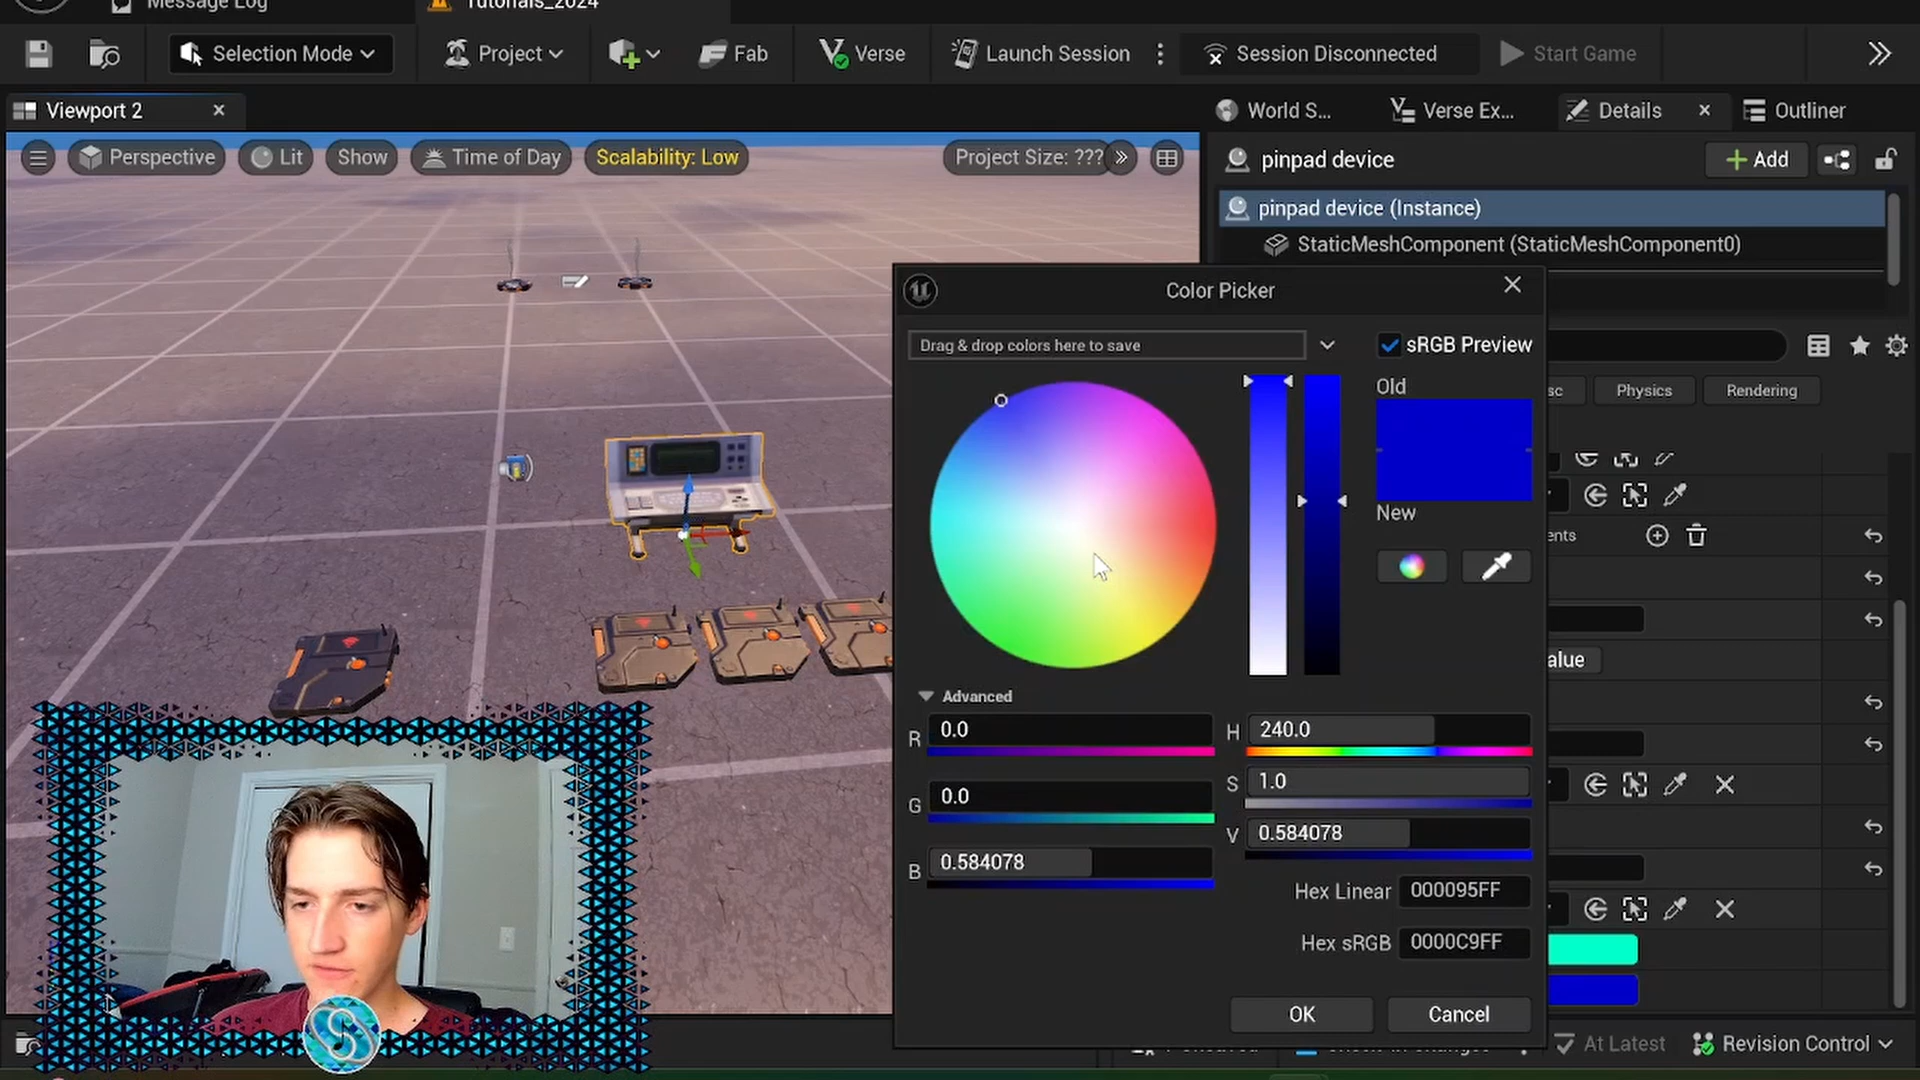 Message Log
Tutorials_2024
Selection Mode
Project
Fab
Verse
Launch Session
Session Disconnected
Start Game
Viewport 2
World S...
Verse Ex...
Details
Outliner
Perspective
Lit
Show
Time of Day
Scalability: Low
Project Size: ???
pinpad device
Add
pinpad device (Instance)
StaticMeshComponent (StaticMeshComponent0)
Color Picker
Drag & drop colors here to save
sRGB Preview
Old
New
sc
Physics
Rendering
ents
alue
Advanced
R
0.0
H
240.0
G
0.0
S
1.0
B
0.584078
V
0.584078
Hex Linear
000095FF
Hex sRGB
0000C9FF
OK
Cancel
At Latest
Revision Control